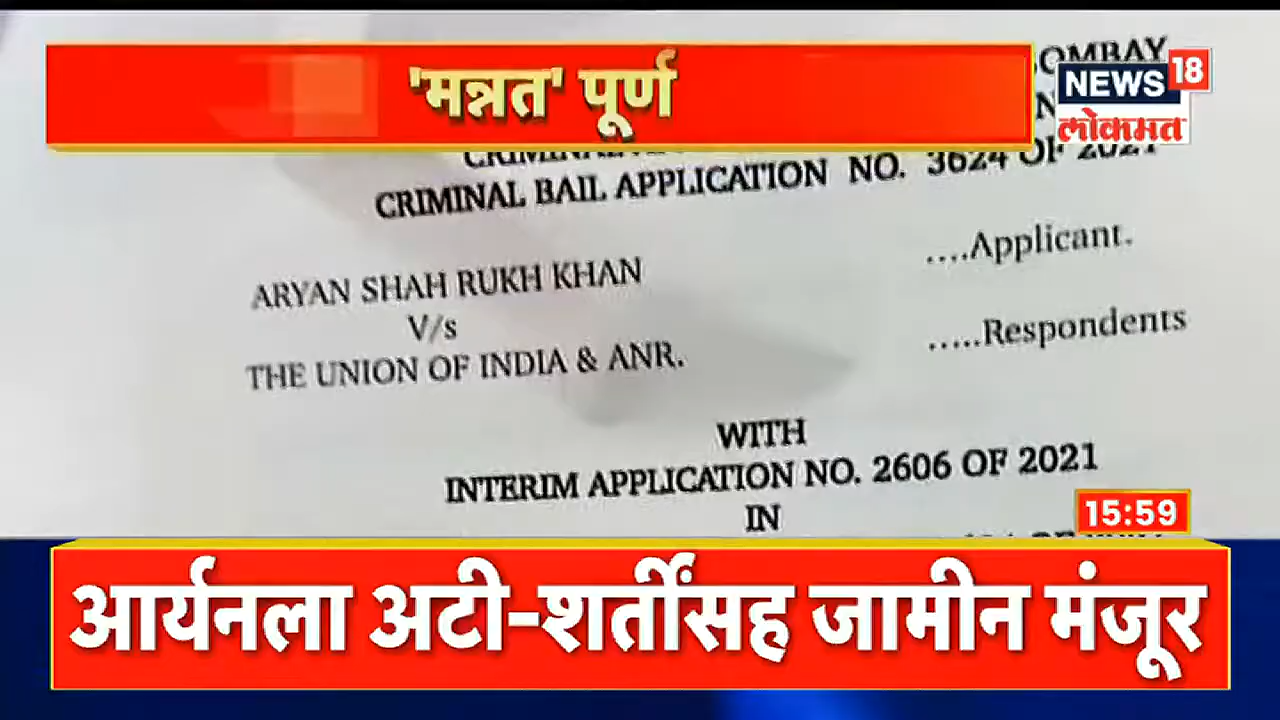 'मन्नत' पूर्ण
BOMBAY
NEWS 18
लोकमत
CRIMINAL BAIL APPLICATION NO. 3624 OF 2021
ARYAN SHAH RUKH KHAN ....Applicant.
V/s
THE UNION OF INDIA & ANR. .....Respondents
WITH
INTERIM APPLICATION NO. 2606 OF 2021
IN
15:59
आर्यनला अटी-शर्तींसह जामीन मंजूर